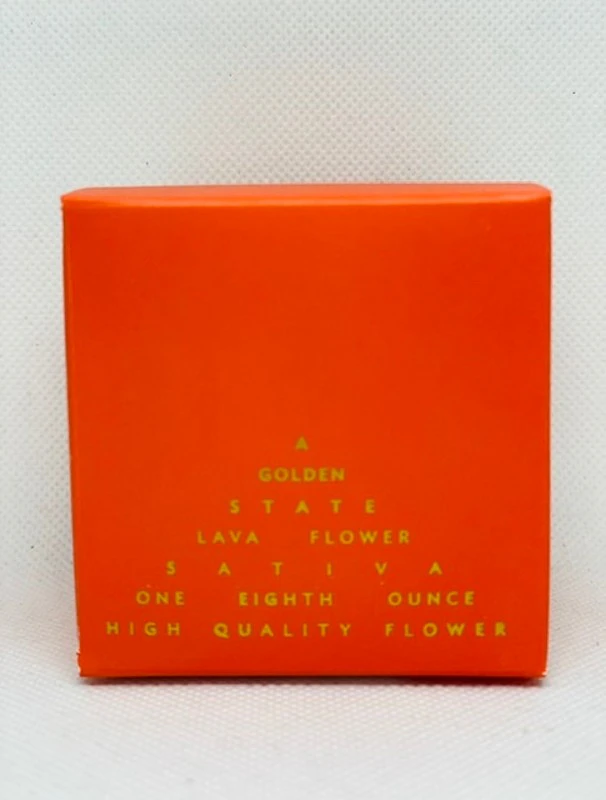 A
GOLDEN
STATE
LAVA FLOWER
SATIVA
ONE EIGHTH OUNCE
HIGH QUALITY FLOWER